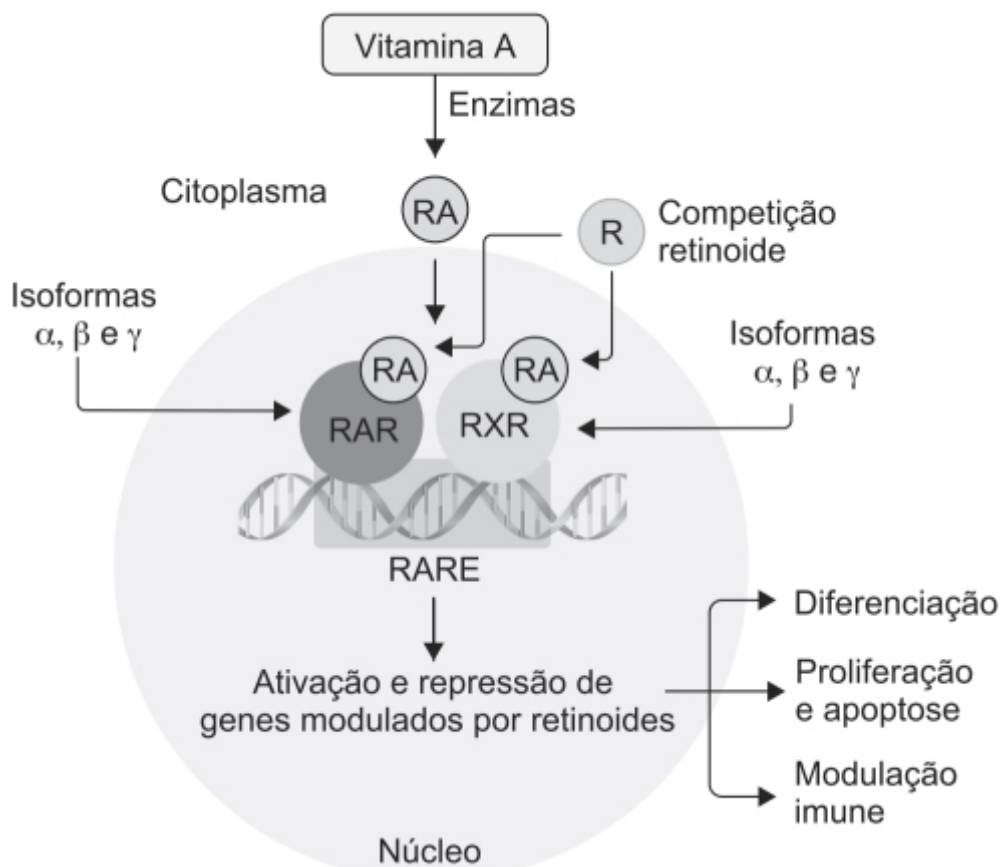 Vitamina A
Enzimas
Citoplasma
RA
R
Competição
retinoide
Isoformas
α, β e γ
Isoformas
α, β e γ
RA
RA
RAR
RXR
RARE
Ativação e repressão de
genes modulados por retinoides
Diferenciação
Proliferação
e apoptose
Modulação
imune
Núcleo